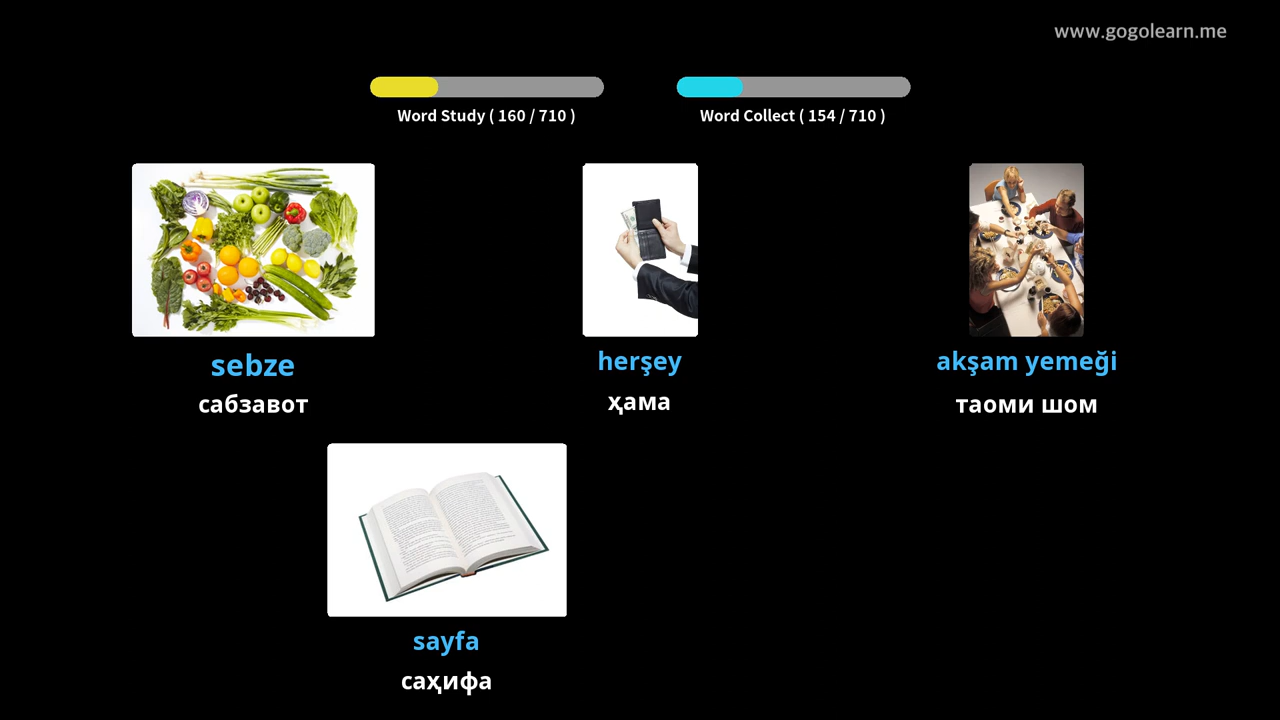 www.gogolearn.me
Word Study ( 160 / 710 )
Word Collect ( 154 / 710 )
sebze
сабзавот
herşey
ҳама
akşam yemeği
таоми шом
sayfa
саҳифа